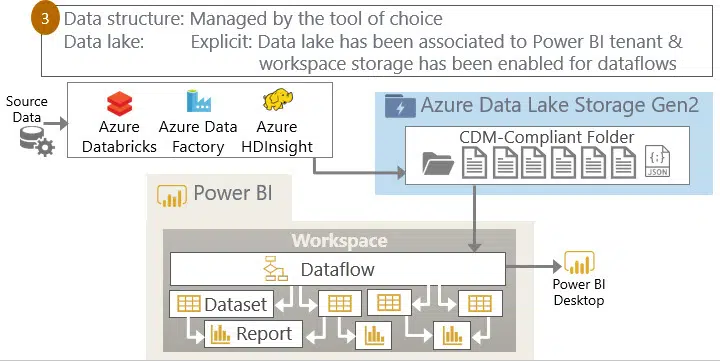 3 Data structure: Managed by the tool of choice
Data lake: Explicit: Data lake has been associated to Power BI tenant &
workspace storage has been enabled for dataflows
Source
Data
Azure
Databricks
Azure Data
Factory
Azure
HDInsight
Azure Data Lake Storage Gen2
CDM-Compliant Folder
{;}
JSON
Power BI
Workspace
Dataflow
Power BI
Desktop
Dataset
Report